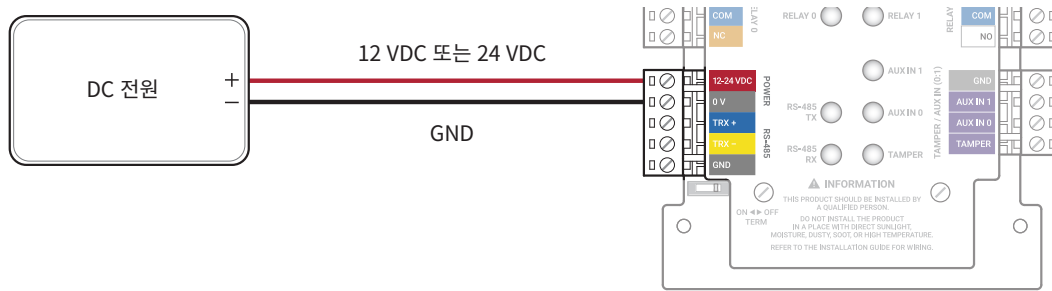 COM
NC
RELAY 0
RELAY 0
RELAY 1
RELAY
COM
NO
12 VDC 또는 24 VDC
DC 전원
+
−
GND
12-24 VDC
0 V
TRX +
TRX −
GND
POWER
RS-485
AUX IN 1
RS-485
TX
AUX IN 0
RS-485
RX
TAMPER
TAMPER / AUX IN (0:1)
GND
AUX IN 1
AUX IN 0
TAMPER
INFORMATION
THIS PRODUCT SHOULD BE INSTALLED BY
A QUALIFIED PERSON.
DO NOT INSTALL THE PRODUCT
IN A PLACE WITH DIRECT SUNLIGHT,
MOISTURE, DUSTY, SOOT, OR HIGH TEMPERATURE.
REFER TO THE INSTALLATION GUIDE FOR WIRING.
ON ◄► OFF
TERM